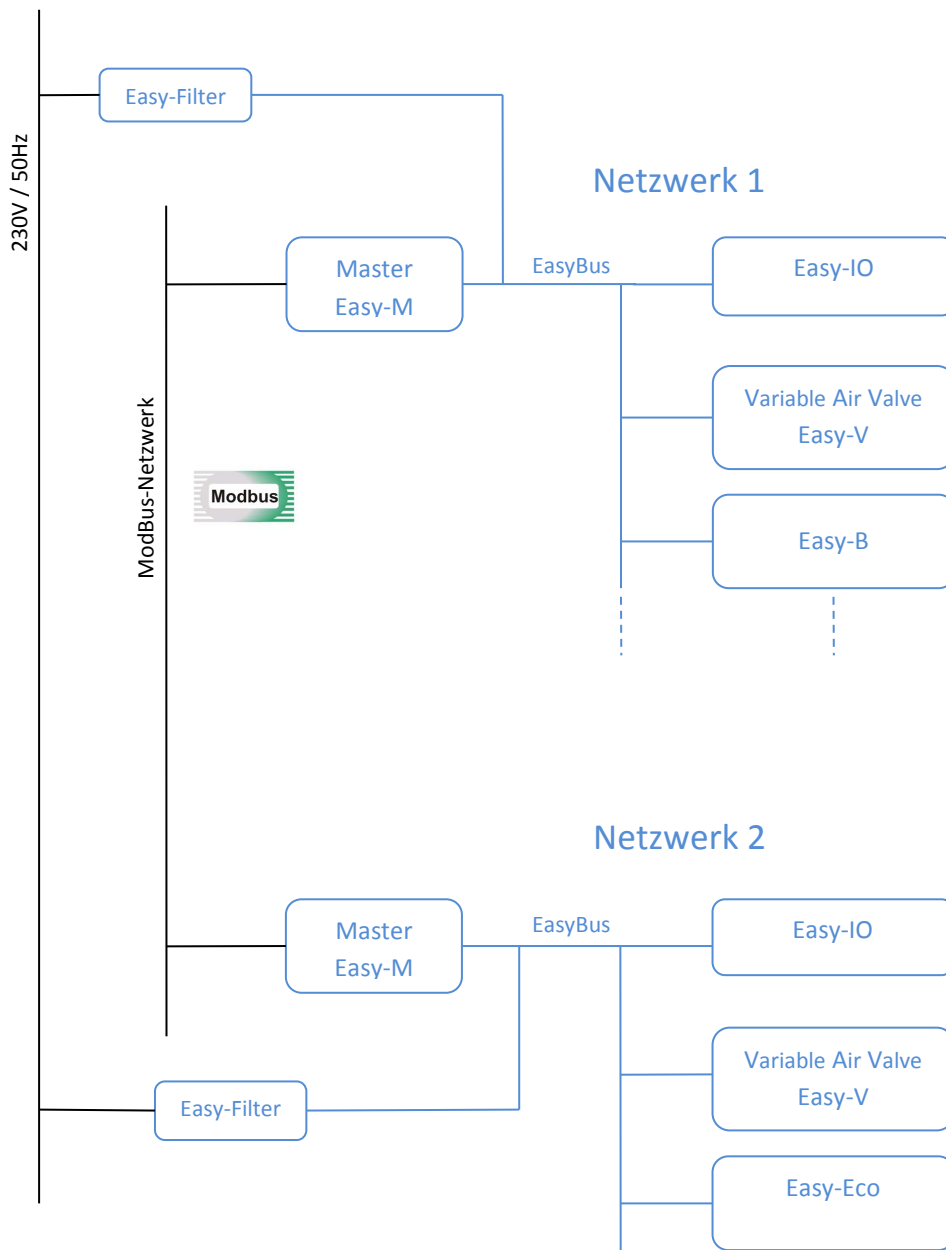 230V / 50Hz
Easy-Filter
Netzwerk 1
ModBus-Netzwerk
Master
Easy-M
EasyBus
Easy-IO
Variable Air Valve
Easy-V
Modbus
Easy-B
Netzwerk 2
Master
Easy-M
EasyBus
Easy-IO
Variable Air Valve
Easy-V
Easy-Filter
Easy-Eco